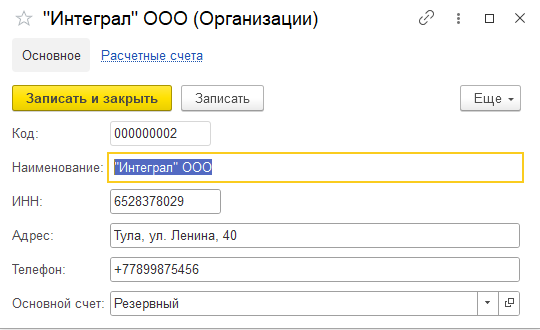 "Интеграл" ООО (Организации)
Основное Расчетные счета
Записать и закрыть Записать Еще
Код: 000000002
Наименование: "Интеграл" ООО
ИНН: 6528378029
Адрес: Тула, ул. Ленина, 40
Телефон: +77899875456
Основной счет: Резервный